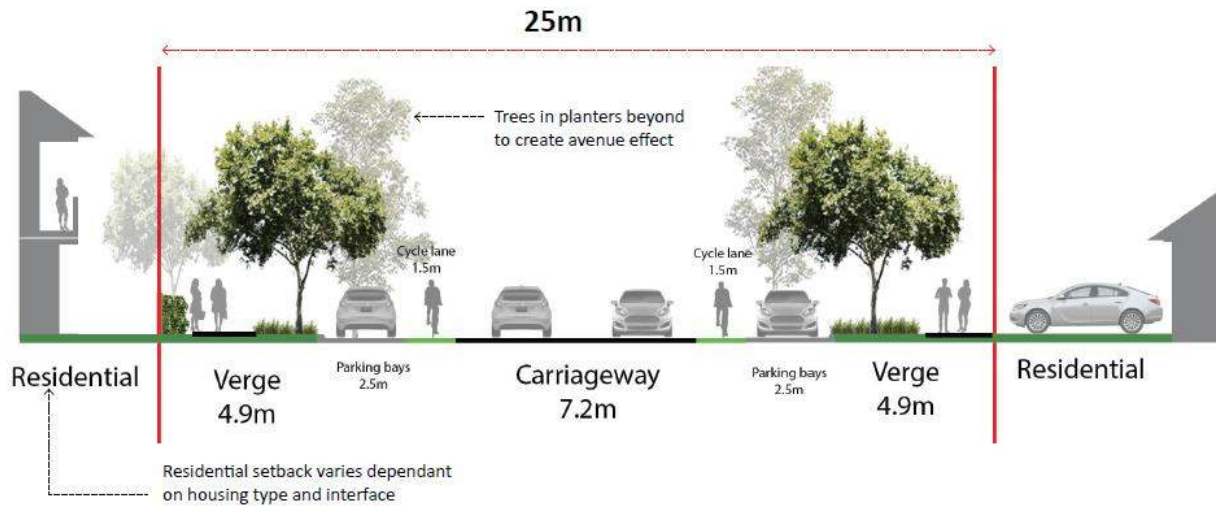 25m
Trees in planters beyond
to create avenue effect
Cycle lane
1.5m
Cycle lane
1.5m
Residential
Verge
4.9m
Parking bays
2.5m
Carriageway
7.2m
Parking bays
2.5m
Verge
4.9m
Residential
Residential setback varies dependant
on housing type and interface